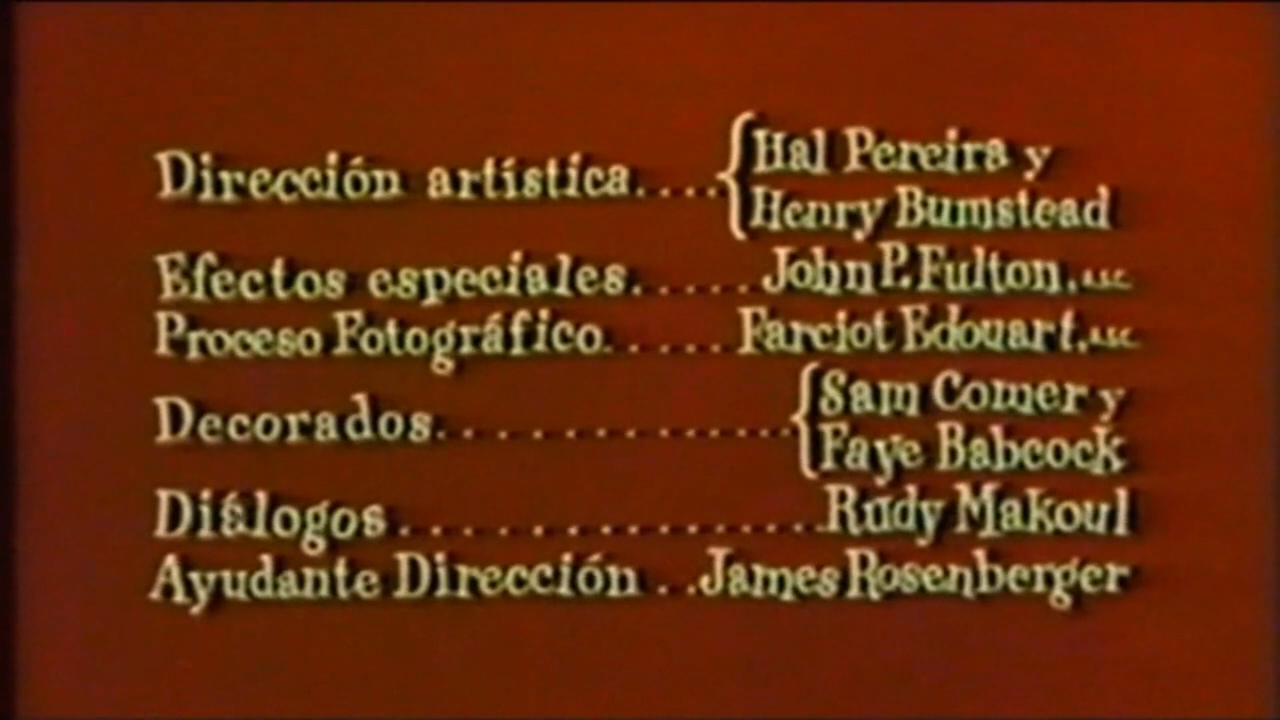 Dirección artística.... { Hal Pereira y
Henry Bumstead
Efectos especiales...... John P. Fulton, A.S.C.
Proceso Fotográfico...... Farciot Edouart, A.S.C.
Decorados............. { Sam Comer y
Faye Babcock
Diálogos................ Rudy Makoul
Ayudante Dirección ...James Rosenberger